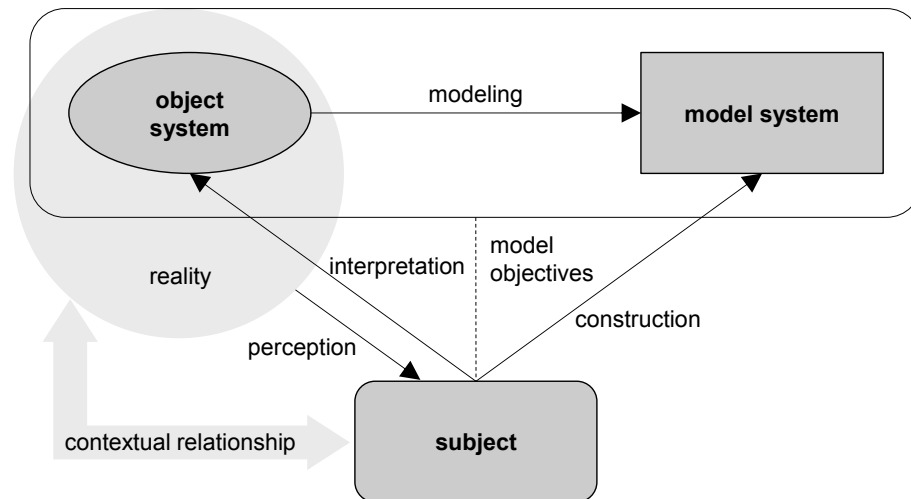 object
system
modeling
model system
reality
interpretation
model
objectives
perception
construction
contextual relationship
subject